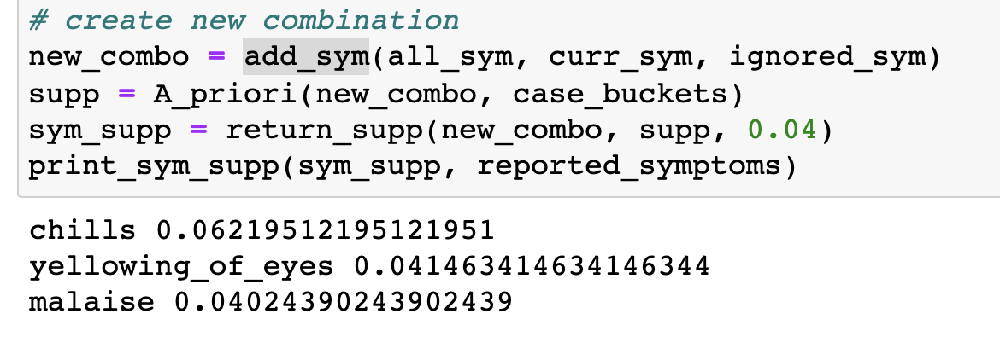 # create new combination
new_combo = add_sym(all_sym, curr_sym, ignored_sym)
supp = A_priori(new_combo, case_buckets)
sym_supp = return_supp(new_combo, supp, 0.04)
print_sym_supp(sym_supp, reported_symptoms)
chills 0.06219512195121951
yellowing_of_eyes 0.041463414634146344
malaise 0.04024390243902439